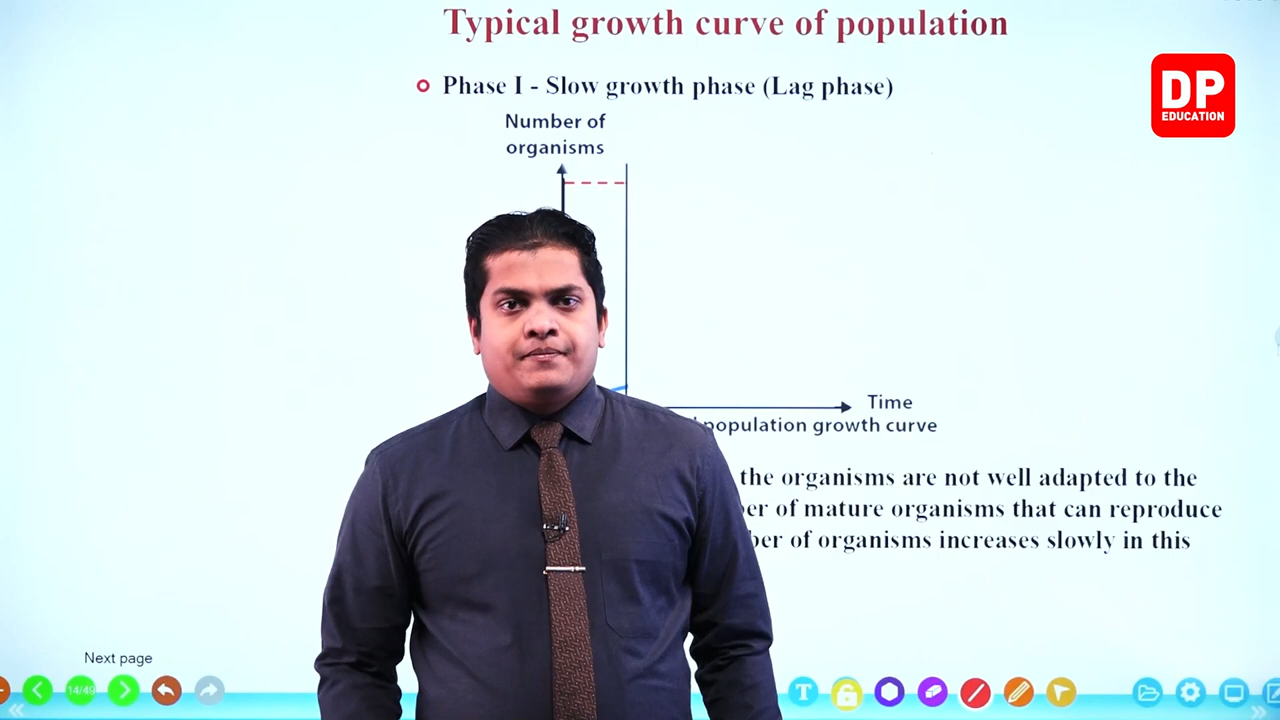 Typical growth curve of population
Phase I - Slow growth phase (Lag phase)
DP
EDUCATION
Number of
organisms
Time
population growth curve
the organisms are not well adapted to the
of mature organisms that can reproduce
of organisms increases slowly in this
Next page
14/49
T